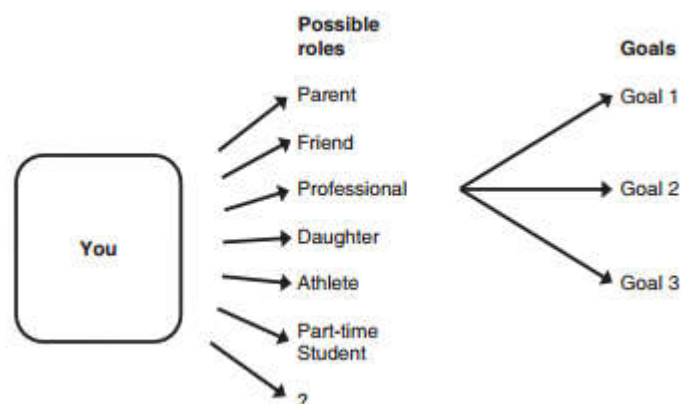 Possible
roles
Goals
Parent
Goal 1
Friend
Professional
Goal 2
You
Daughter
Athlete
Goal 3
Part-time
Student
?